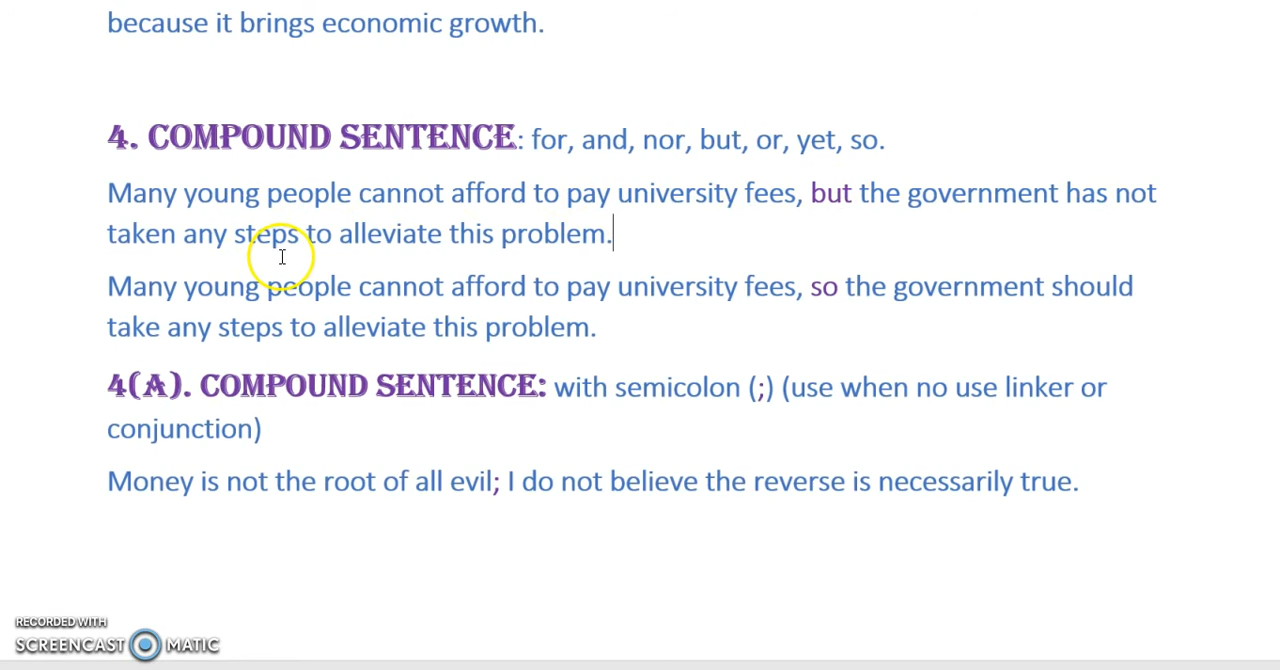 because it brings economic growth.
4. COMPOUND SENTENCE: for, and, nor, but, or, yet, so.
Many young people cannot afford to pay university fees, but the government has not
taken any steps to alleviate this problem.
Many young people cannot afford to pay university fees, so the government should
take any steps to alleviate this problem.
4(A). COMPOUND SENTENCE: with semicolon (;) (use when no use linker or
conjunction)
Money is not the root of all evil; I do not believe the reverse is necessarily true.
RECORDED WITH
SCREENCAST MATIC